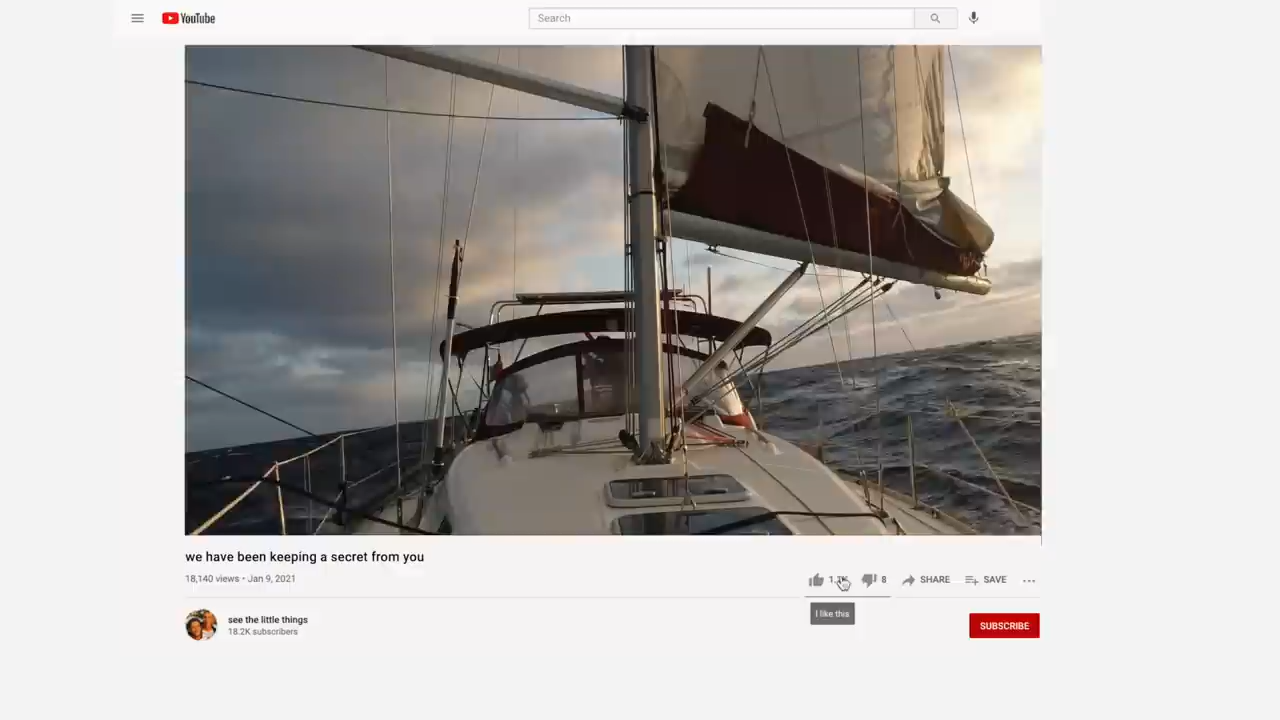 YouTube
Search
we have been keeping a secret from you
18,140 views • Jan 9, 2021
8 SHARE SAVE
I like this
see the little things
18.2K subscribers
SUBSCRIBE